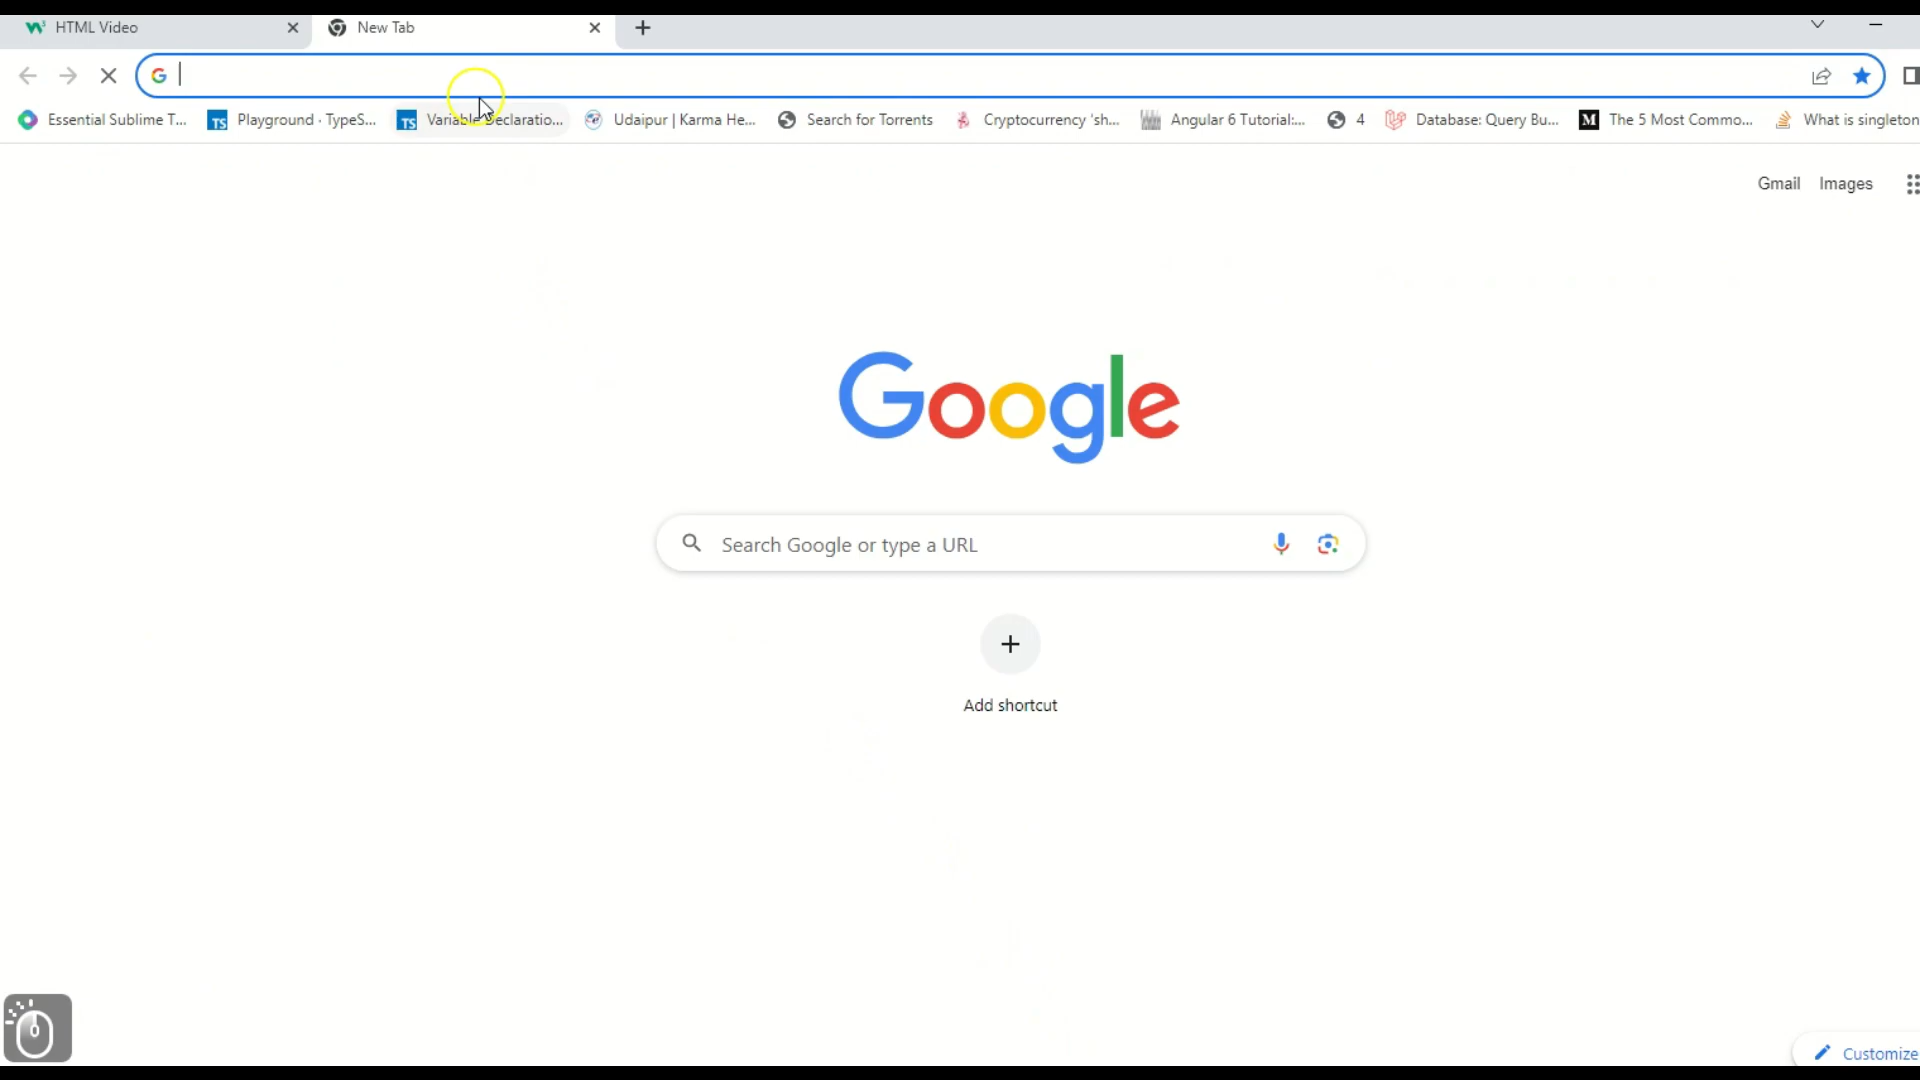 HTML Video
New Tab
Essential Sublime T... Playground · TypeS... Variable Declaratio... Udaipur | Karma He... Search for Torrents Cryptocurrency 'sh... Angular 6 Tutorial:... 4 Database: Query Bu... The 5 Most Commo... What is singleton
Gmail Images
Google
Search Google or type a URL
Add shortcut
Customize